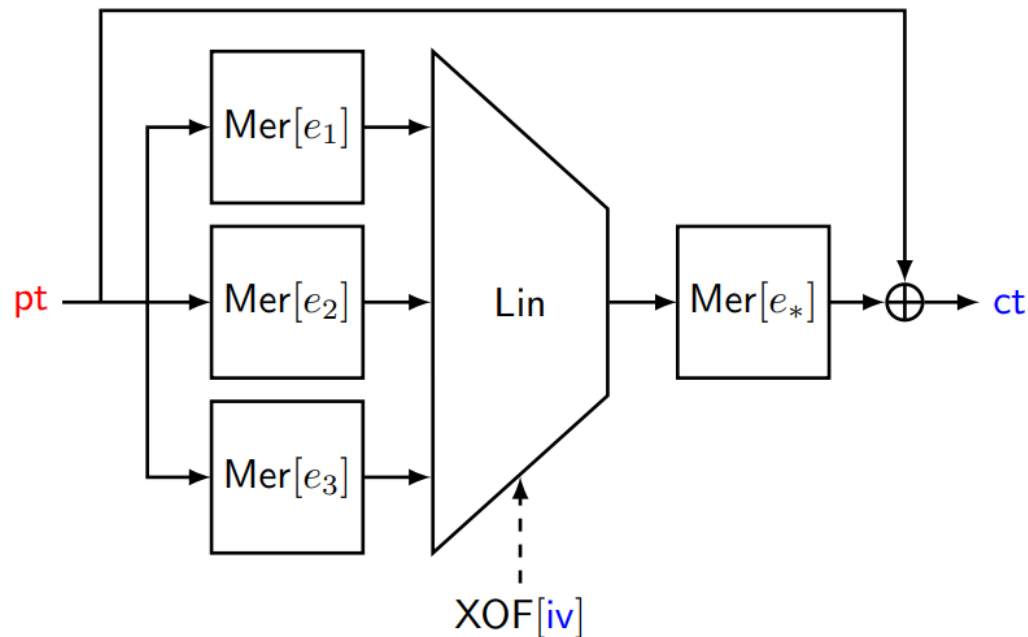 Mer[e₁]
pt
Mer[e₂]
Mer[e₃]
Lin
XOF[iv]
Mer[e∗]
ct